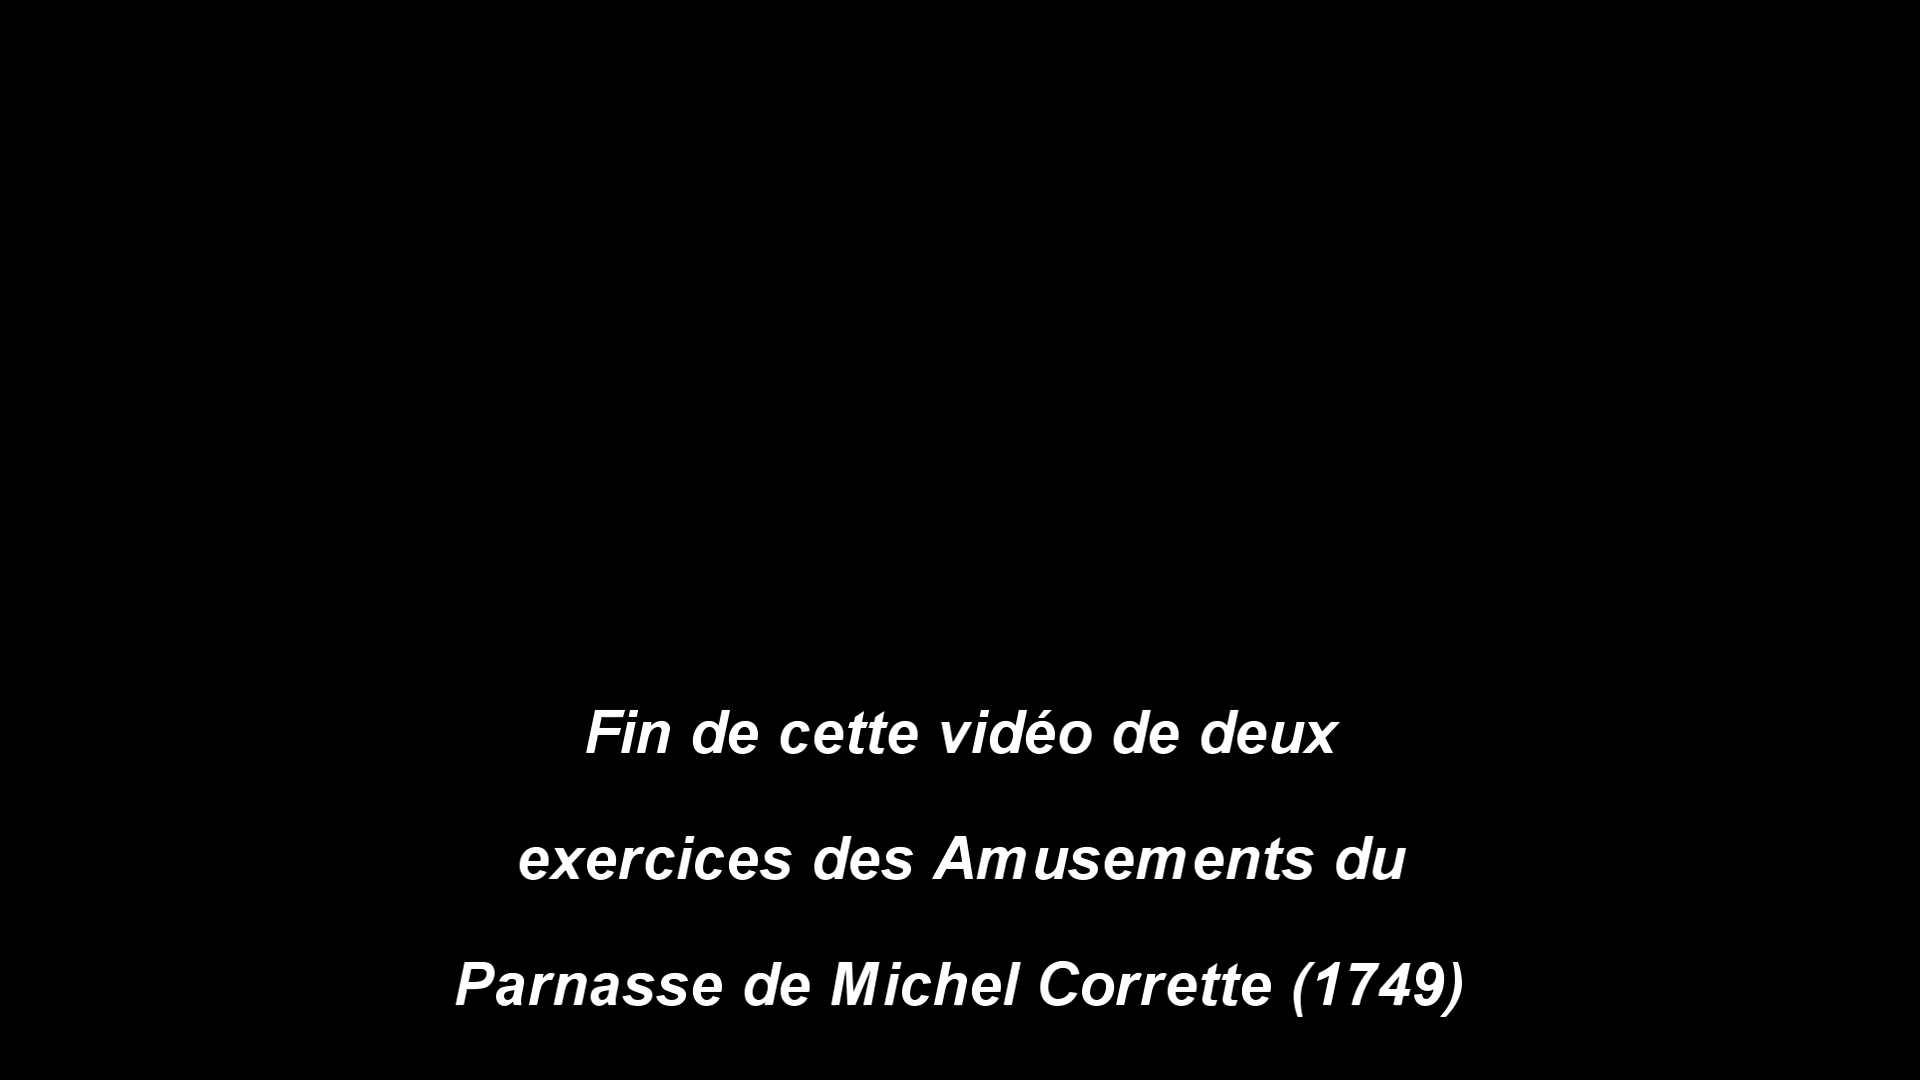 Fin de cette vidéo de deux
exercices des Amusements du
Parnasse de Michel Corrette (1749)